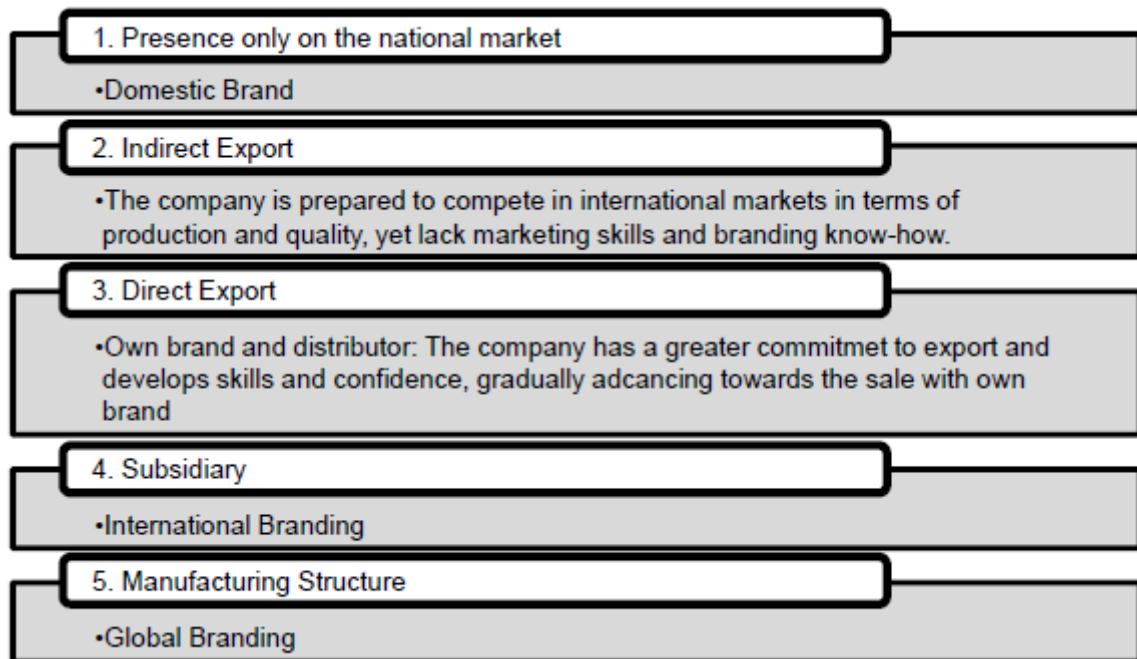 1. Presence only on the national market
•Domestic Brand
2. Indirect Export
•The company is prepared to compete in international markets in terms of
production and quality, yet lack marketing skills and branding know-how.
3. Direct Export
•Own brand and distributor: The company has a greater commitmet to export and
develops skills and confidence, gradually adcancing towards the sale with own
brand
4. Subsidiary
•International Branding
5. Manufacturing Structure
•Global Branding